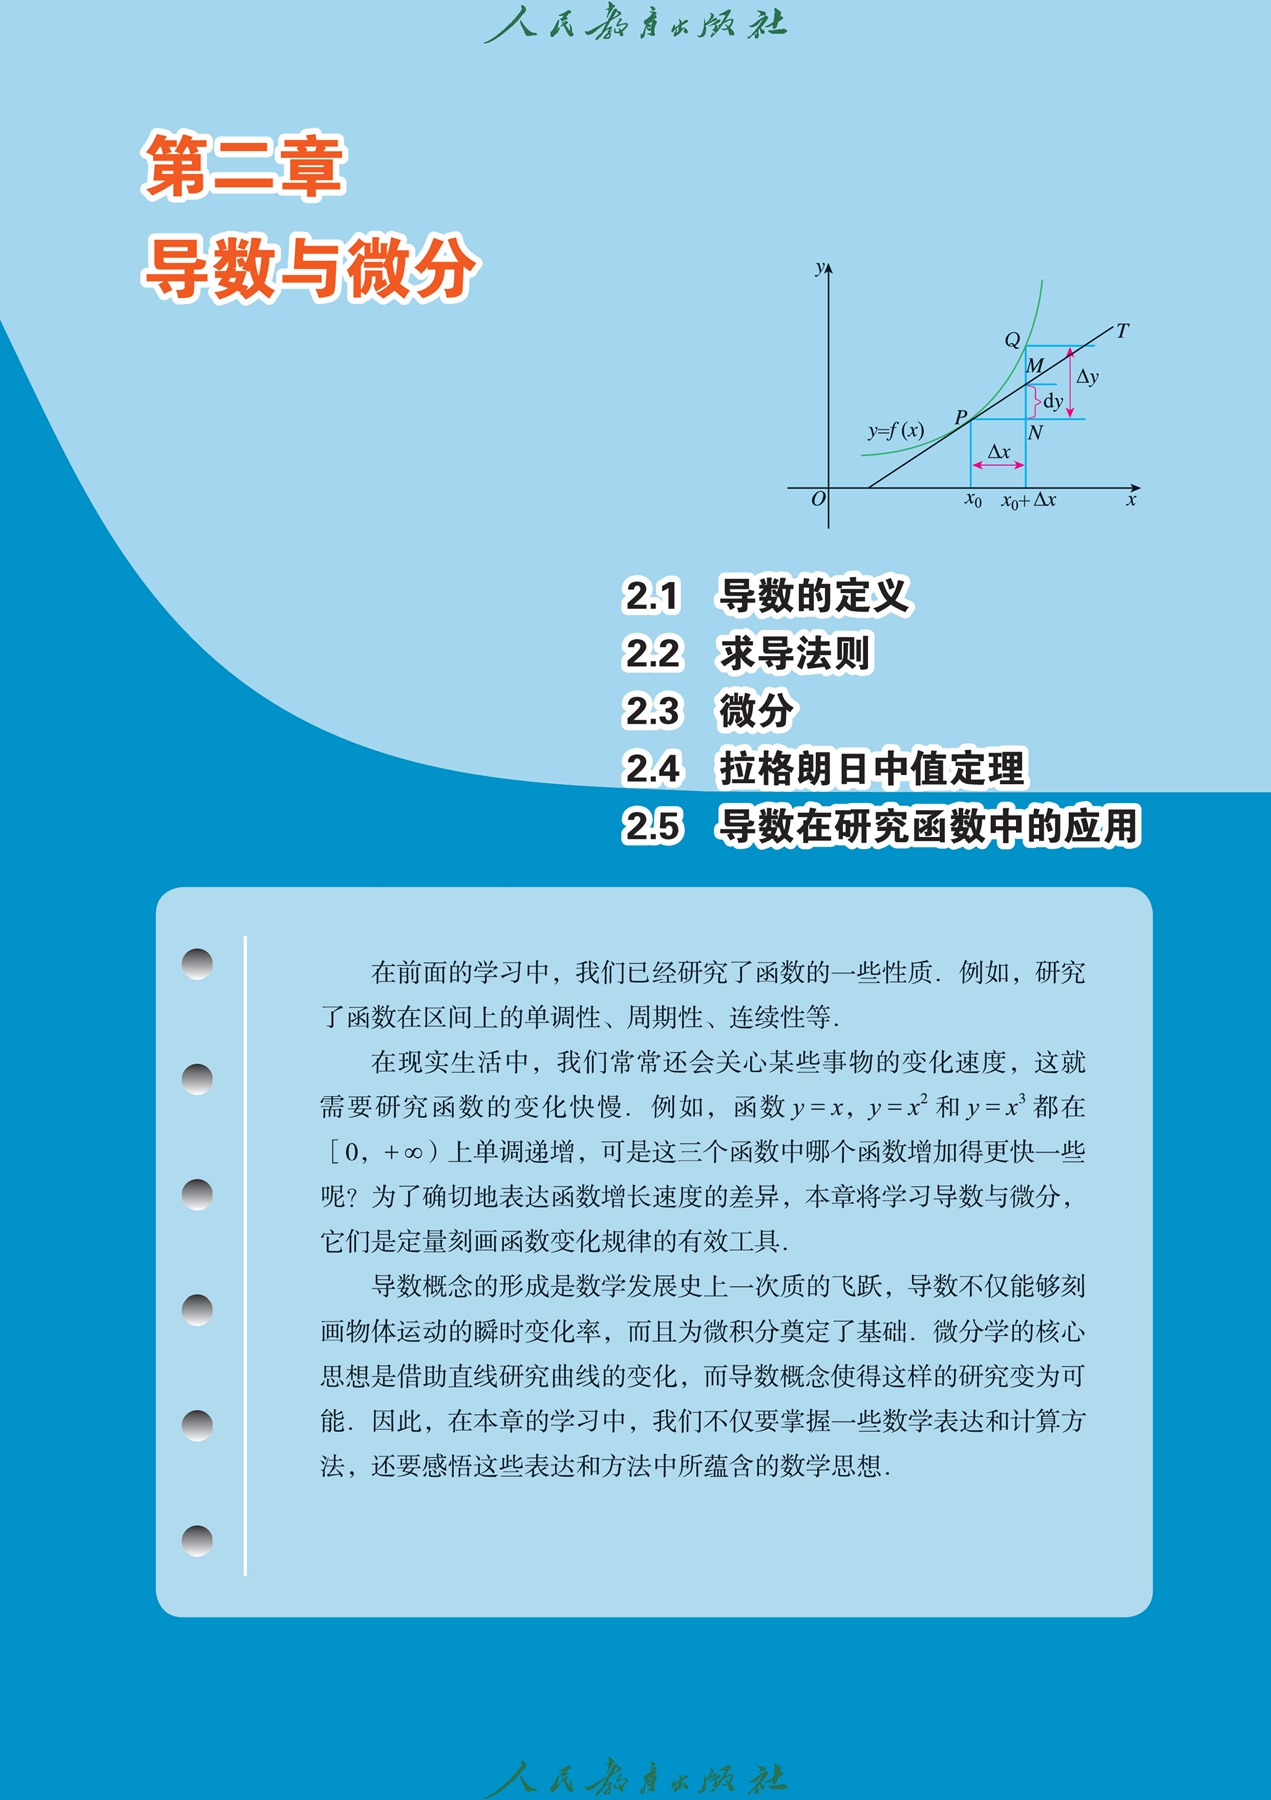 人民教育出版社
第二章
导数与微分
y
Q
T
M
Δy
dy
P
y=f(x)
N
Δx
O
x₀
x₀+Δx
x
2.1 导数的定义
2.2 求导法则
2.3 微分
2.4 拉格朗日中值定理
2.5 导数在研究函数中的应用
在前面的学习中，我们已经研究了函数的一些性质．例如，研究
了函数在区间上的单调性、周期性、连续性等．
在现实生活中，我们常常还会关心某些事物的变化速度，这就
需要研究函数的变化快慢．例如，函数 y=x，y=x² 和 y=x³ 都在
［0，+∞）上单调递增，可是这三个函数中哪个函数增加得更快一些
呢？为了确切地表达函数增长速度的差异，本章将学习导数与微分，
它们是定量刻画函数变化规律的有效工具．
导数概念的形成是数学发展史上一次质的飞跃，导数不仅能够刻
画物体运动的瞬时变化率，而且为微积分奠定了基础．微分学的核心
思想是借助直线研究曲线的变化，而导数概念使得这样的研究变为可
能．因此，在本章的学习中，我们不仅要掌握一些数学表达和计算方
法，还要感悟这些表达和方法中所蕴含的数学思想．
人民教育出版社